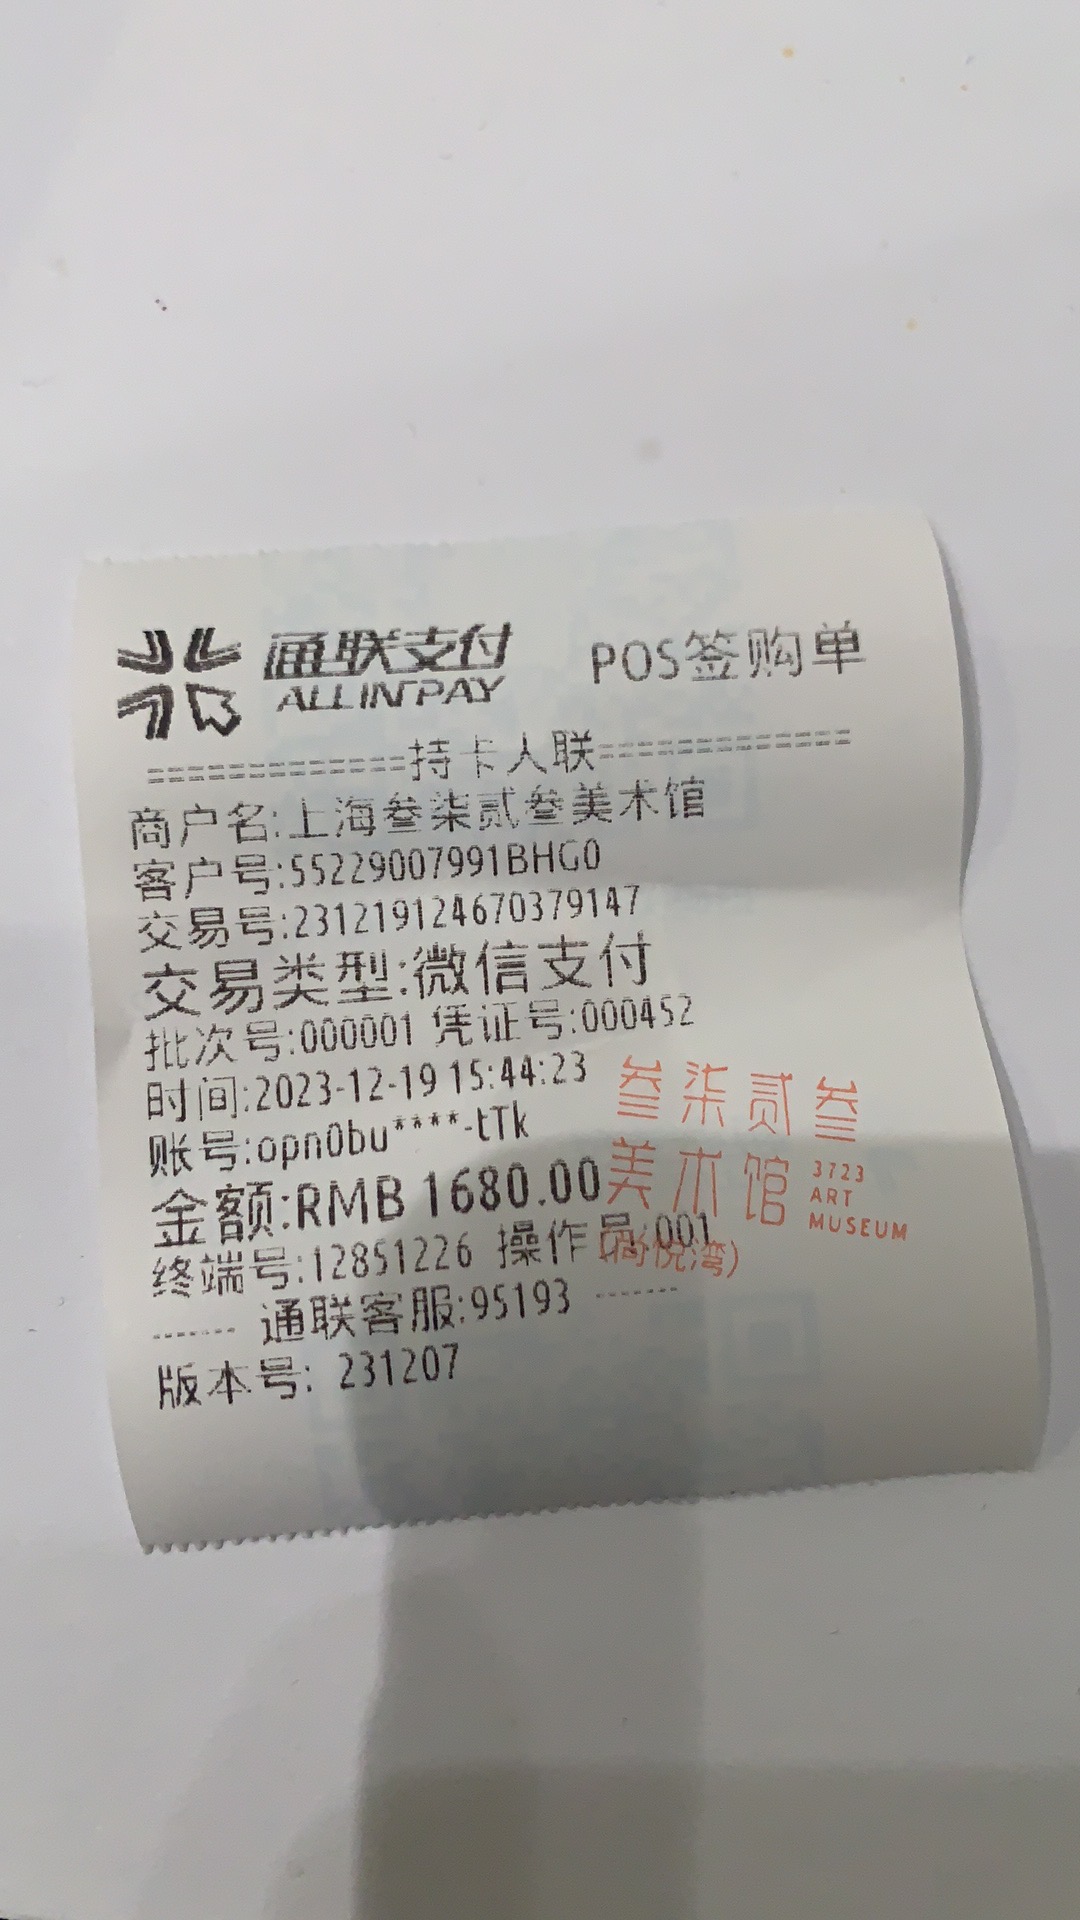 通联支付 POS签购单
ALLINPAY
=============持卡人联=============
商户名:上海叁柒贰叁美术馆
客户号:55229007991BHG0
交易号:231219124670379147
交易类型:微信支付
批次号:000001 凭证号:000452
时间:2023-12-19 15:44:23
账号:opn0bu****-tTk
金额:RMB 1680.00
终端号:12851226 操作员:001
------- 通联客服:95193 -------
版本号: 231207
叁柒贰叁
美术馆
3723
ART
MUSEUM
(尚悦湾)